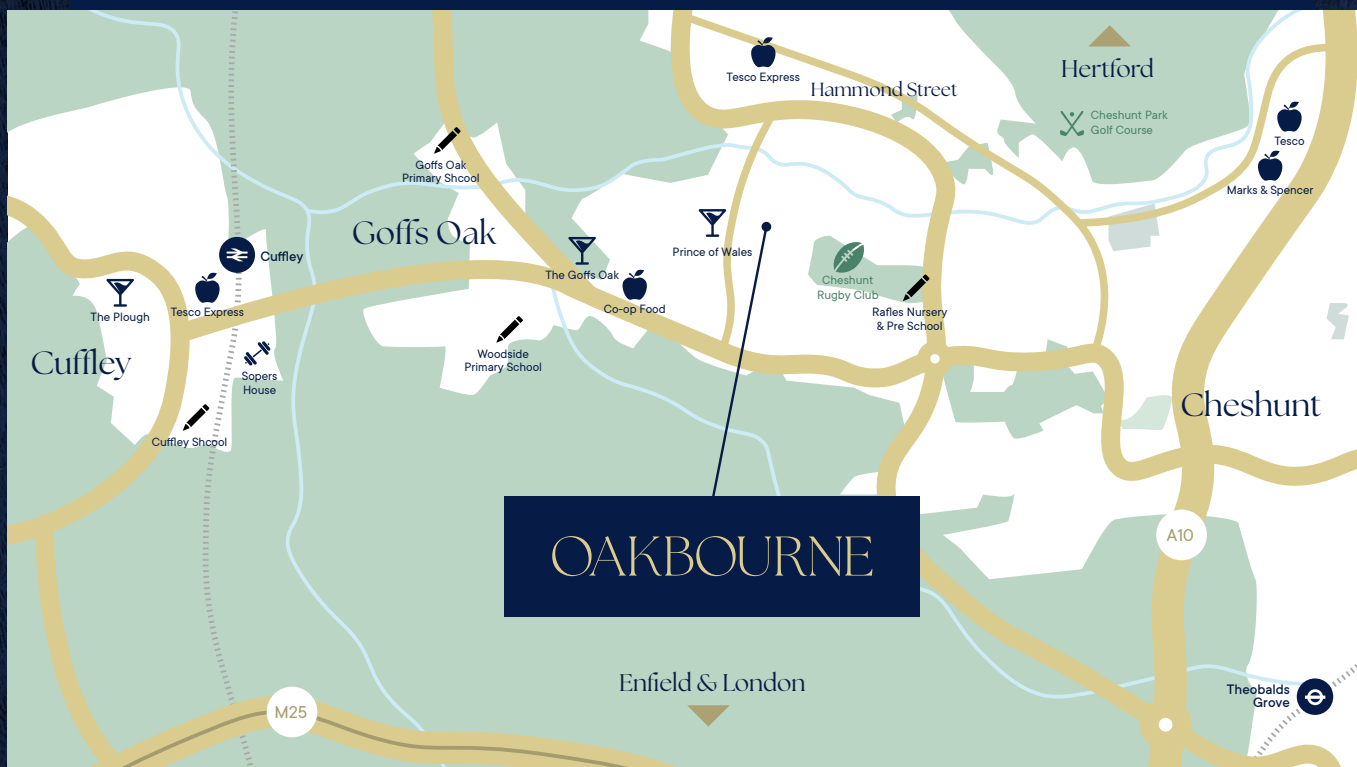 Hertford
Tesco Express
Hammond Street
Cheshunt Park
Golf Course
Tesco
Goffs Oak
Primary Shcool
Marks & Spencer
Goffs Oak
Prince of Wales
Cuffley
The Goffs Oak
Cheshunt
Rugby Club
Co-op Food
Rafles Nursery
& Pre School
The Plough
Tesco Express
Woodside
Primary School
Cuffley
Sopers
House
Cheshunt
Cuffley Shcool
OAKBOURNE
A10
Enfield & London
Theobalds
Grove
M25